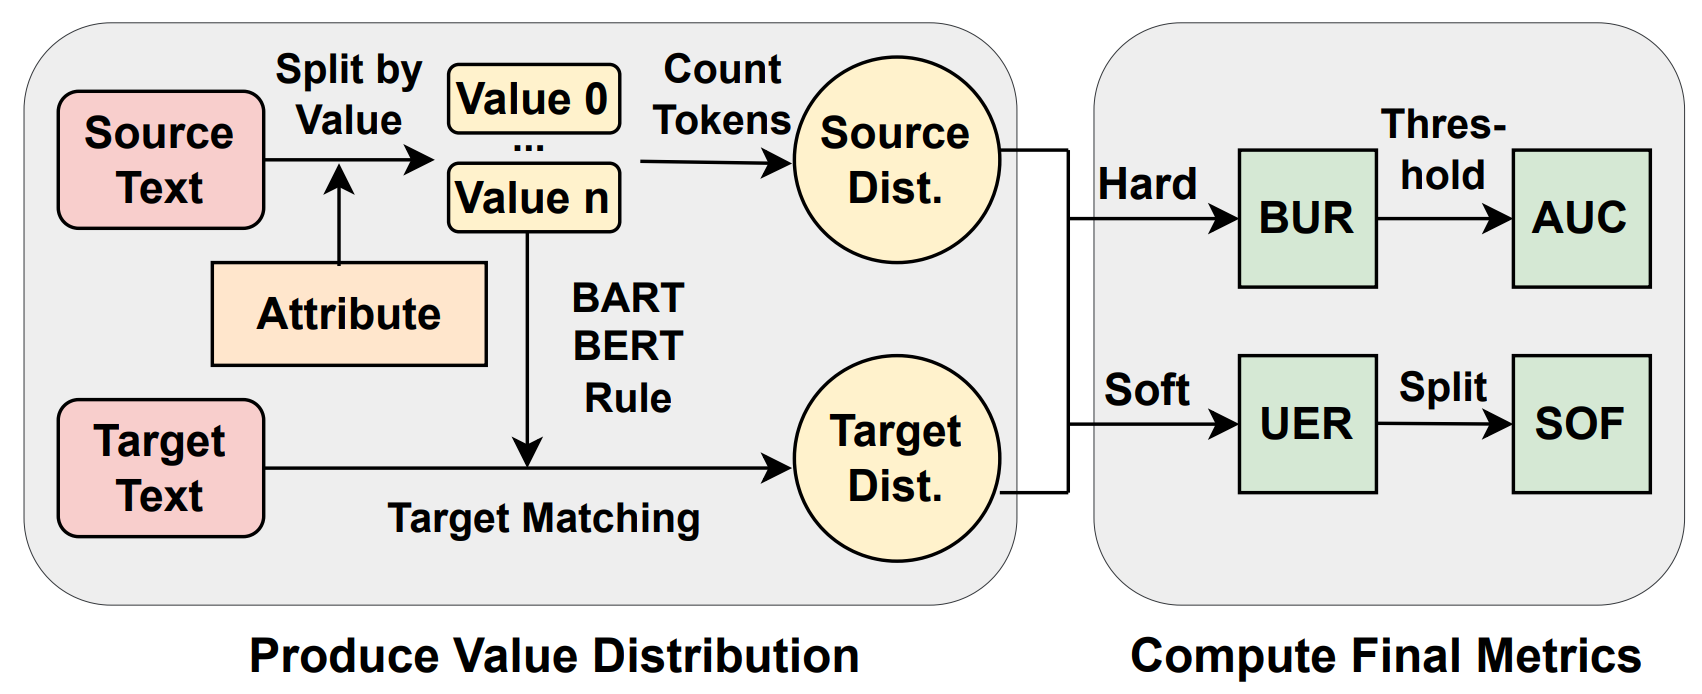 Source
Text
Split by
Value
Value 0
...
Value n
Count
Tokens
Source
Dist.
Attribute
BART
BERT
Rule
Target
Text
Target Matching
Target
Dist.
Produce Value Distribution
Hard
BUR
Thres-
hold
AUC
Soft
UER
Split
SOF
Compute Final Metrics